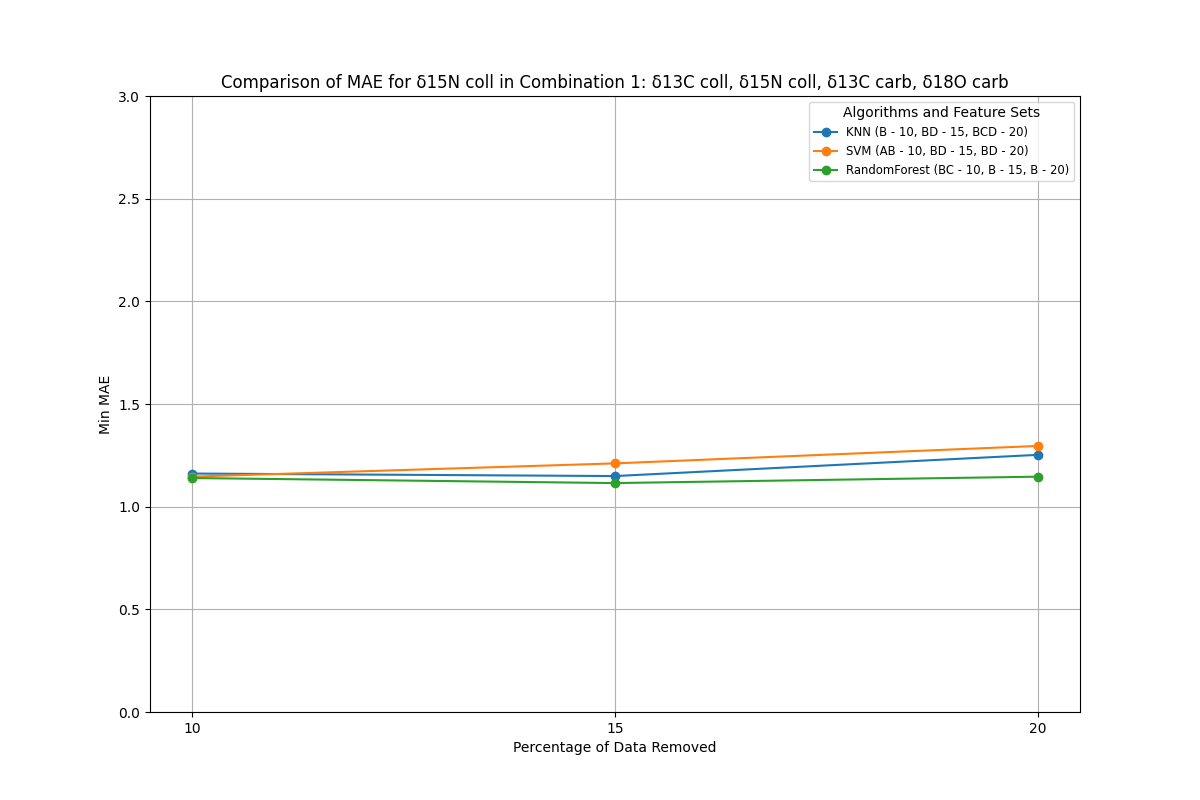 Comparison of MAE for δ15N coll in Combination 1: δ13C coll, δ15N coll, δ13C carb, δ18O carb
Algorithms and Feature Sets
KNN (B - 10, BD - 15, BCD - 20)
SVM (AB - 10, BD - 15, BD - 20)
RandomForest (BC - 10, B - 15, B - 20)
Min MAE
3.0
2.5
2.0
1.5
1.0
0.5
0.0
10 15 20
Percentage of Data Removed